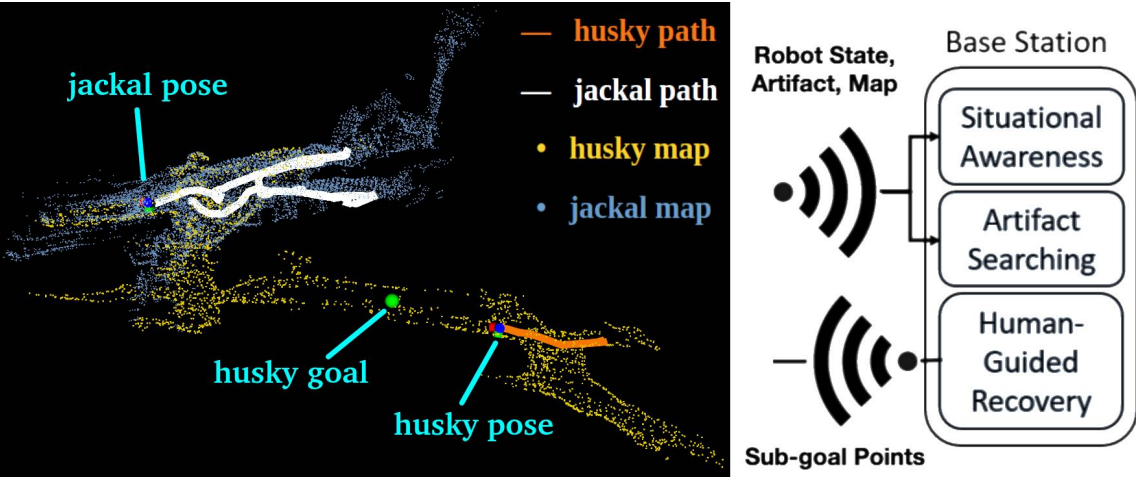 husky path
jackal path
husky map
jackal map
jackal pose
husky goal
husky pose
Robot State,
Artifact, Map
Base Station
Situational
Awareness
Artifact
Searching
Human-
Guided
Recovery
Sub-goal Points